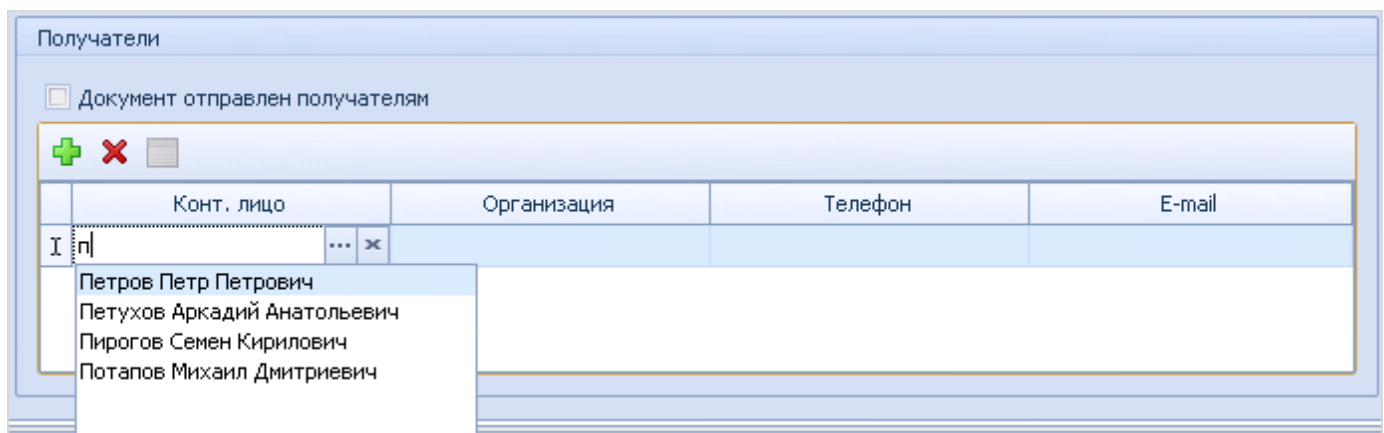 Получатели
Документ отправлен получателям
Конт. лицо Организация Телефон E-mail
п
Петров Петр Петрович
Петухов Аркадий Анатольевич
Пирогов Семен Кирилович
Потапов Михаил Дмитриевич